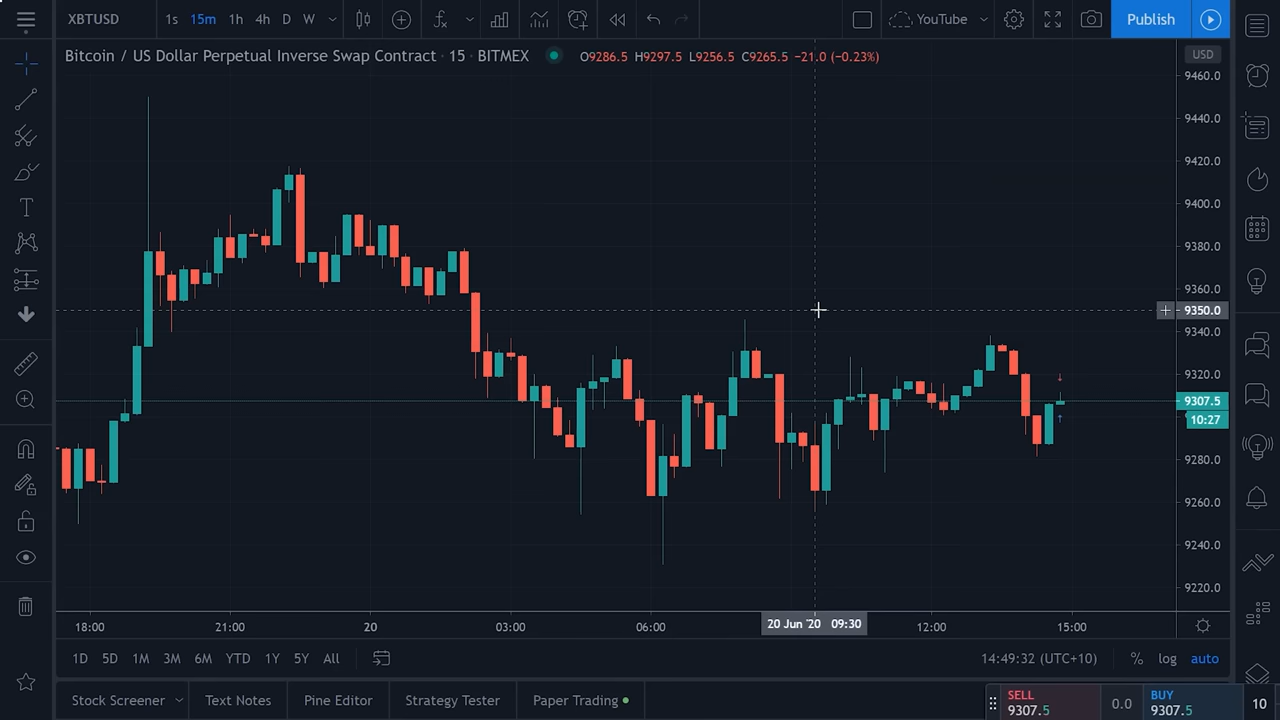 XBTUSD 1s 15m 1h 4h D W YouTube Publish
Bitcoin / US Dollar Perpetual Inverse Swap Contract · 15 · BITMEX O9286.5 H9297.5 L9256.5 C9265.5 −21.0 (−0.23%)
USD
9460.0
9440.0
9420.0
9400.0
9380.0
9360.0
9350.0
9340.0
9320.0
9307.5
10:27
9280.0
9260.0
9240.0
9220.0
18:00 21:00 20 03:00 06:00 20 Jun '20 09:30 12:00 15:00
1D 5D 1M 3M 6M YTD 1Y 5Y All 14:49:32 (UTC+10) % log auto
Stock Screener Text Notes Pine Editor Strategy Tester Paper Trading
SELL
9307.5
0.0
BUY
9307.5
10